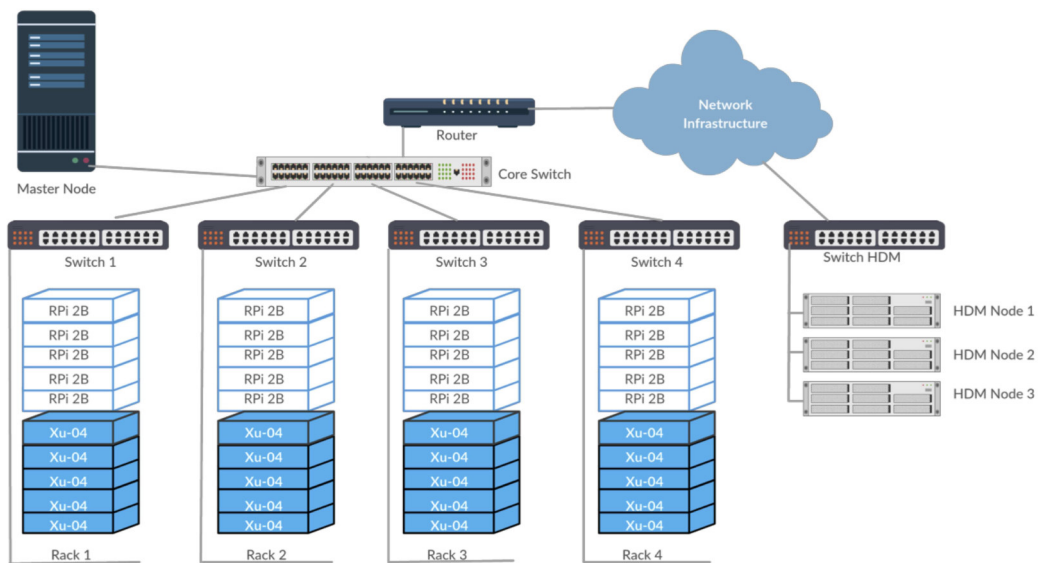 Network
Infrastructure
Router
Master Node
Core Switch
Switch 1
Switch 2
Switch 3
Switch 4
Switch HDM
RPi 2B
RPi 2B
RPi 2B
RPi 2B
RPi 2B
Xu-04
Xu-04
Xu-04
Xu-04
Xu-04
Rack 1
RPi 2B
RPi 2B
RPi 2B
RPi 2B
RPi 2B
Xu-04
Xu-04
Xu-04
Xu-04
Xu-04
Rack 2
RPi 2B
RPi 2B
RPi 2B
RPi 2B
RPi 2B
Xu-04
Xu-04
Xu-04
Xu-04
Xu-04
Rack 3
RPi 2B
RPi 2B
RPi 2B
RPi 2B
RPi 2B
Xu-04
Xu-04
Xu-04
Xu-04
Xu-04
Rack 4
HDM Node 1
HDM Node 2
HDM Node 3